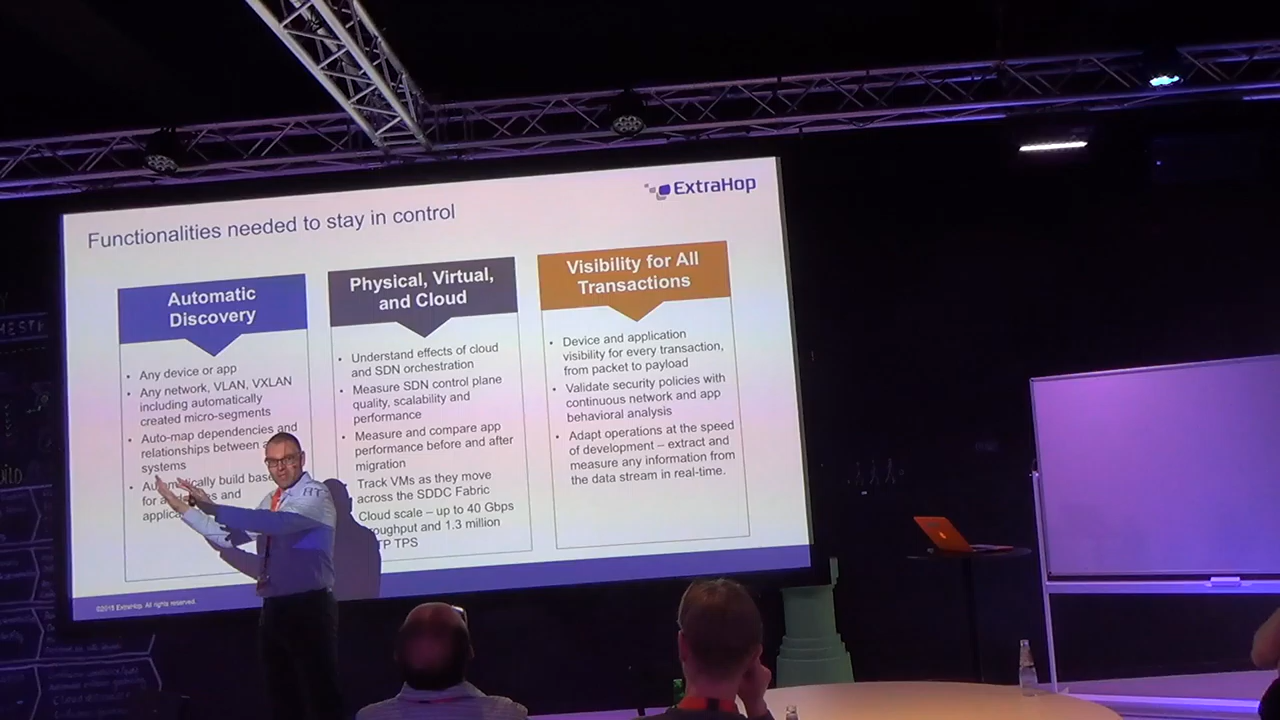 ExtraHop
Functionalities needed to stay in control
Automatic
Discovery
• Any device or app
• Any network, VLAN, VXLAN
including automatically
created micro-segments
• Auto-map dependencies and
relationships between
systems
•
for
and
Physical, Virtual,
and Cloud
• Understand effects of cloud
and SDN orchestration
• Measure SDN control plane
quality, scalability and
performance
• Measure and compare app
performance before and after
migration
Track VMs as they move
across the SDDC Fabric
Cloud scale – up to 40 Gbps
and 1.3 million
TPS
Visibility for All
Transactions
• Device and application
visibility for every transaction,
from packet to payload
• Validate security policies with
continuous network and app
behavioral analysis
• Adapt operations at the speed
of development – extract and
measure any information from
the data stream in real-time.
©2015 ExtraHop. All rights reserved.